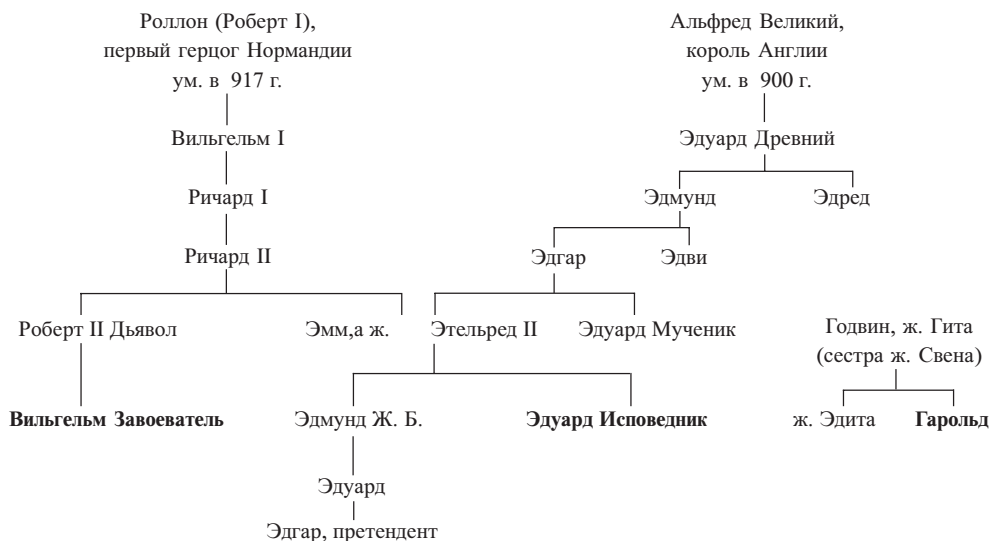 Роллон (Роберт I),
первый герцог Нормандии
ум. в 917 г.
Альфред Великий,
король Англии
ум. в 900 г.
Вильгельм I
Эдуард Древний
Ричард I
Эдмунд
Эдред
Ричард II
Эдгар
Эдви
Роберт II Дьявол
Эмм,а ж.
Этельред II
Эдуард Мученик
Годвин, ж. Гита
(сестра ж. Свена)
Вильгельм Завоеватель
Эдмунд Ж. Б.
Эдуард Исповедник
ж. Эдита
Гарольд
Эдуард
Эдгар, претендент